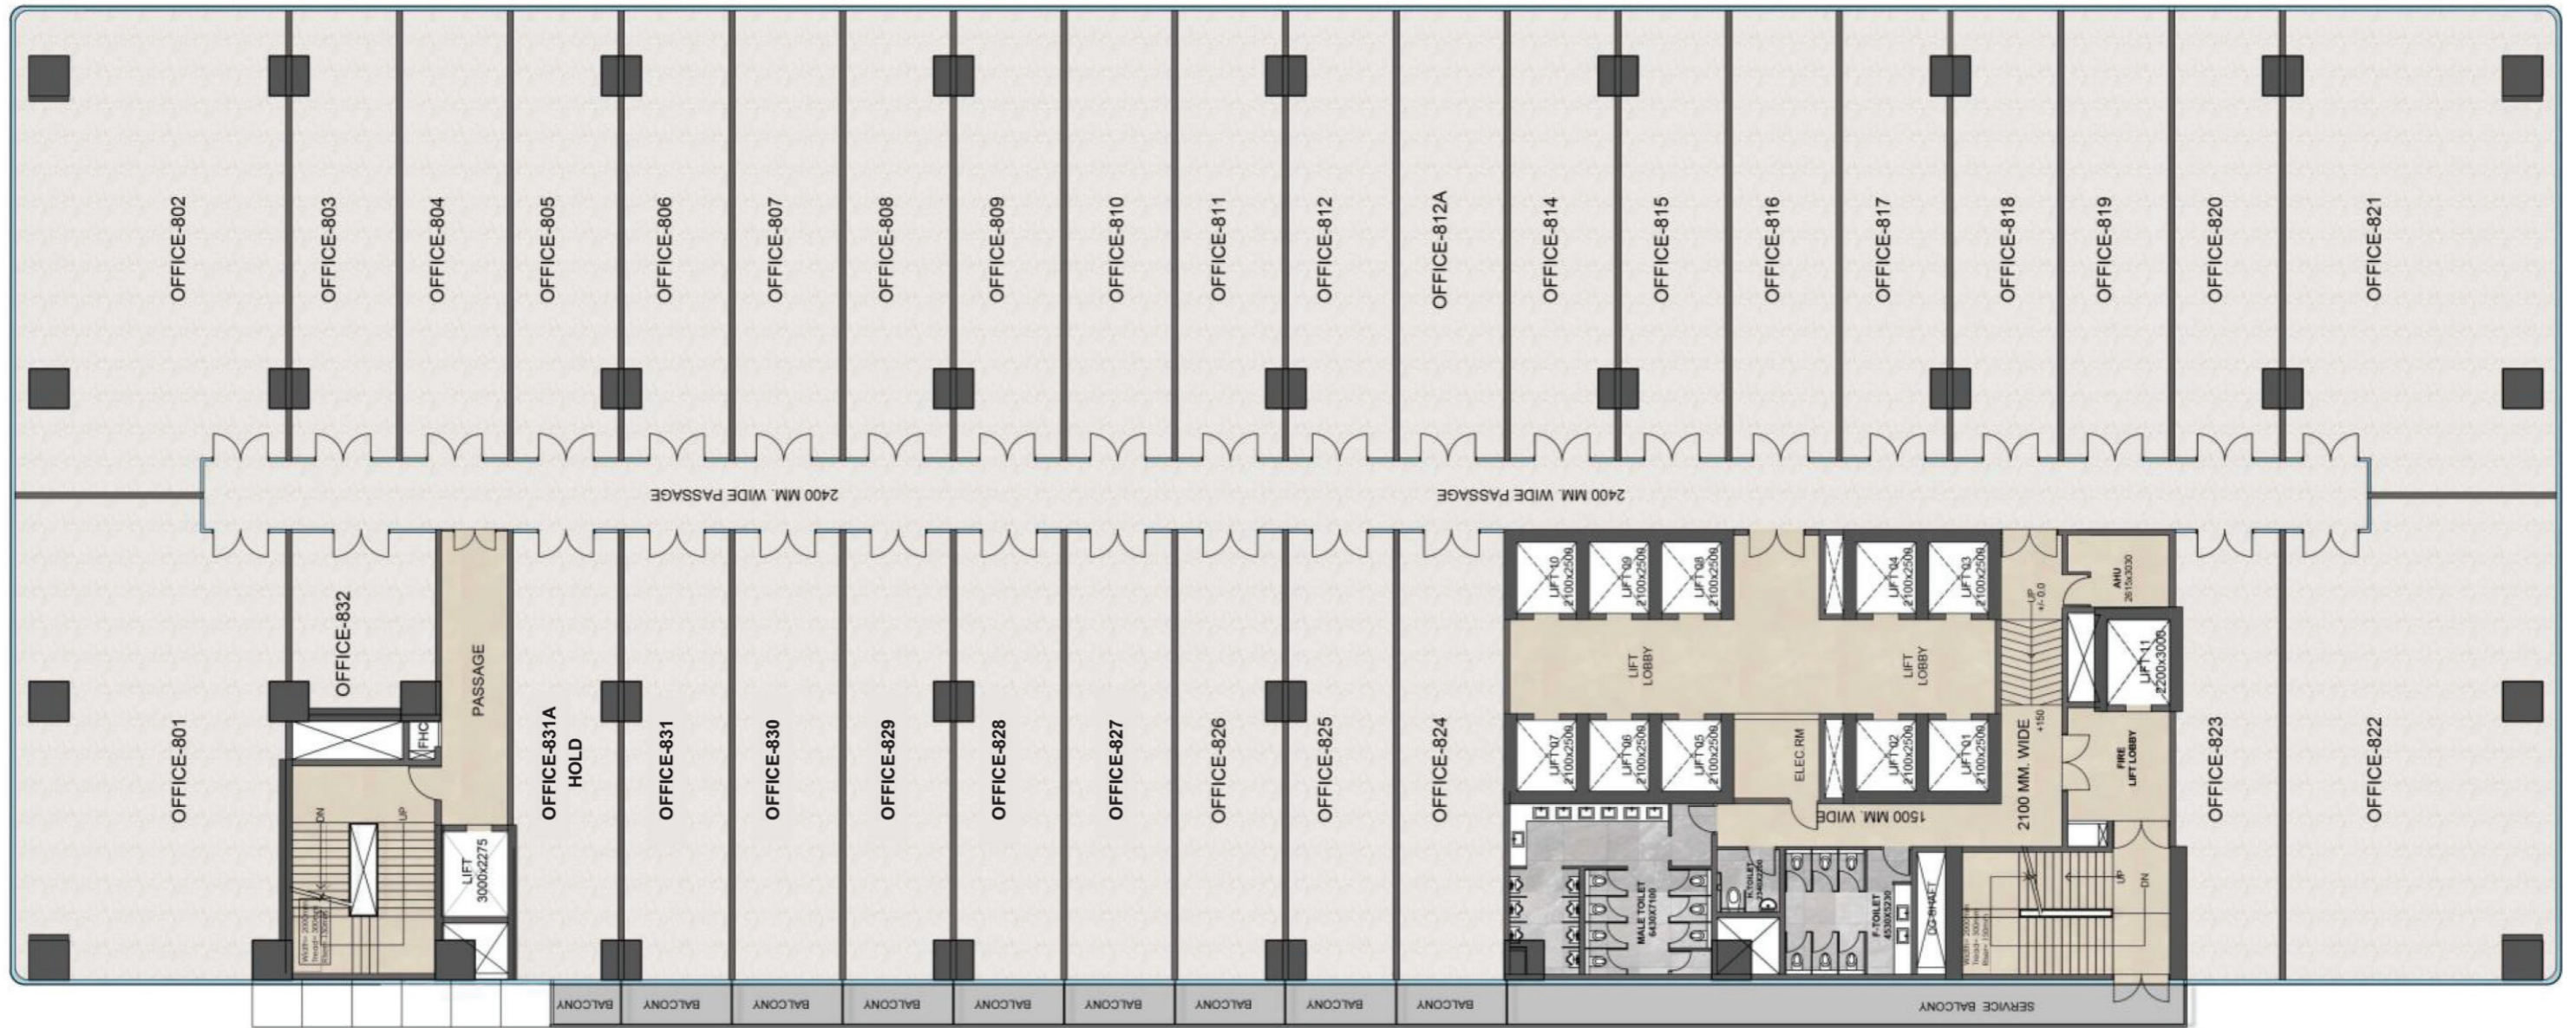 OFFICE-802
OFFICE-803
OFFICE-804
OFFICE-805
OFFICE-806
OFFICE-807
OFFICE-808
OFFICE-809
OFFICE-810
OFFICE-811
OFFICE-812
OFFICE-812A
OFFICE-814
OFFICE-815
OFFICE-816
OFFICE-817
OFFICE-818
OFFICE-819
OFFICE-820
OFFICE-821
2400 MM. WIDE PASSAGE
2400 MM. WIDE PASSAGE
OFFICE-801
OFFICE-832
FHC
PASSAGE
DN
UP
LIFT
3000x2275
OFFICE-831A
HOLD
OFFICE-831
OFFICE-830
OFFICE-829
OFFICE-828
OFFICE-827
OFFICE-826
OFFICE-825
OFFICE-824
LIFT 10
2100x2500
LIFT 09
2100x2500
LIFT 08
2100x2500
LIFT 04
2100x2500
LIFT 03
2100x2500
LIFT
LOBBY
LIFT
LOBBY
UP
+/- 0.0
+150
AHU
2615x3030
LIFT-11
2200x3000
LIFT 07
2100x2500
LIFT 06
2100x2500
LIFT 05
2100x2500
ELEC.RM
LIFT 02
2100x2500
LIFT 01
2100x2500
2100 MM. WIDE
1500 MM. WIDE
FIRE
LIFT LOBBY
OFFICE-823
OFFICE-822
MALE TOILET
6430X7100
H.TOILET
F-TOILET
4530X5230
DG SHAFT
UP
DN
BALCONY
BALCONY
BALCONY
BALCONY
BALCONY
BALCONY
BALCONY
BALCONY
BALCONY
SERVICE BALCONY